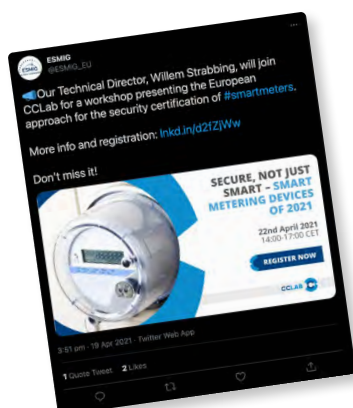 ESMIG
@ESMIG_EU
📢Our Technical Director, Willem Strabbing, will join
CCLab for a workshop presenting the European
approach for the security certification of #smartmeters.
More info and registration: lnkd.in/d2fZjWw
Don't miss it!
SECURE, NOT JUST
SMART – SMART
METERING DEVICES
OF 2021
22nd April 2021
14:00-17:00 CET
REGISTER NOW
CCLAB
3:51 pm · 19 Apr 2021 · Twitter Web App
1 Quote Tweet 2 Likes